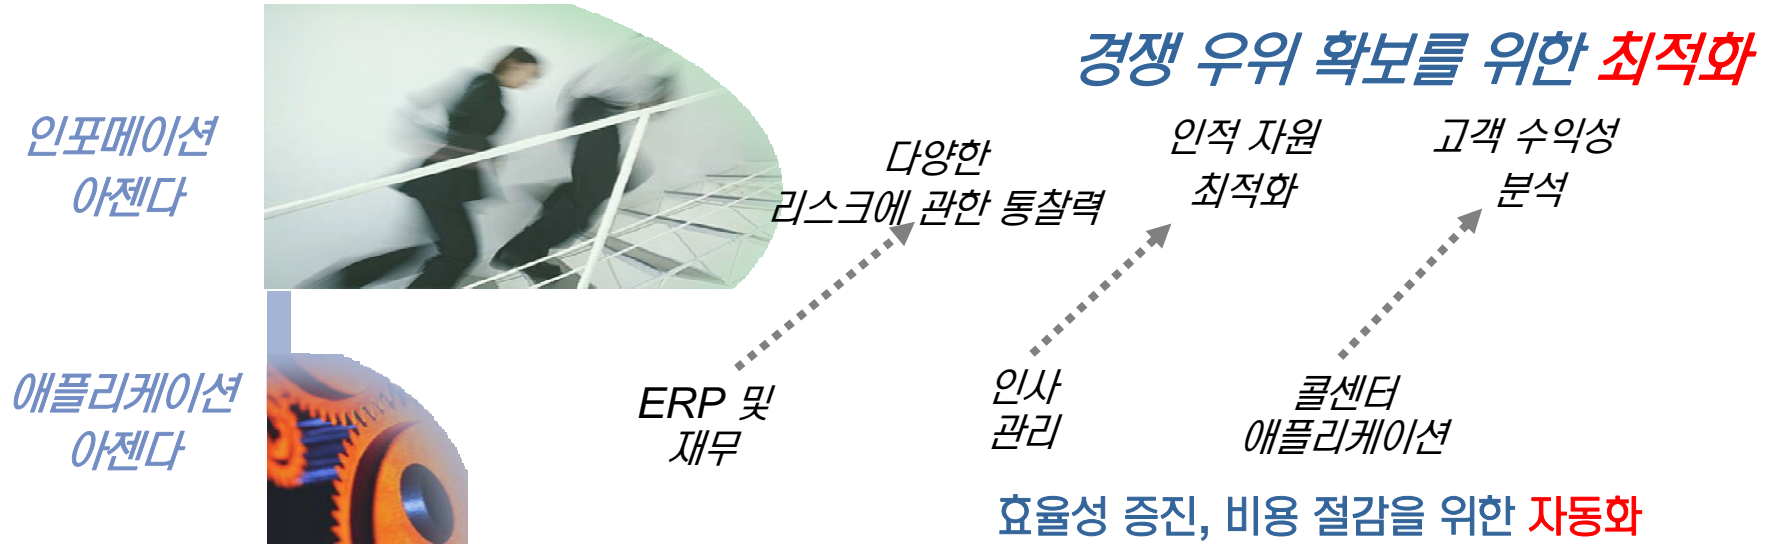 경쟁 우위 확보를 위한 최적화
인포메이션
아젠다
다양한
리스크에 관한 통찰력
인적 자원
최적화
고객 수익성
분석
애플리케이션
아젠다
ERP 및
재무
인사
관리
콜센터
애플리케이션
효율성 증진, 비용 절감을 위한 자동화